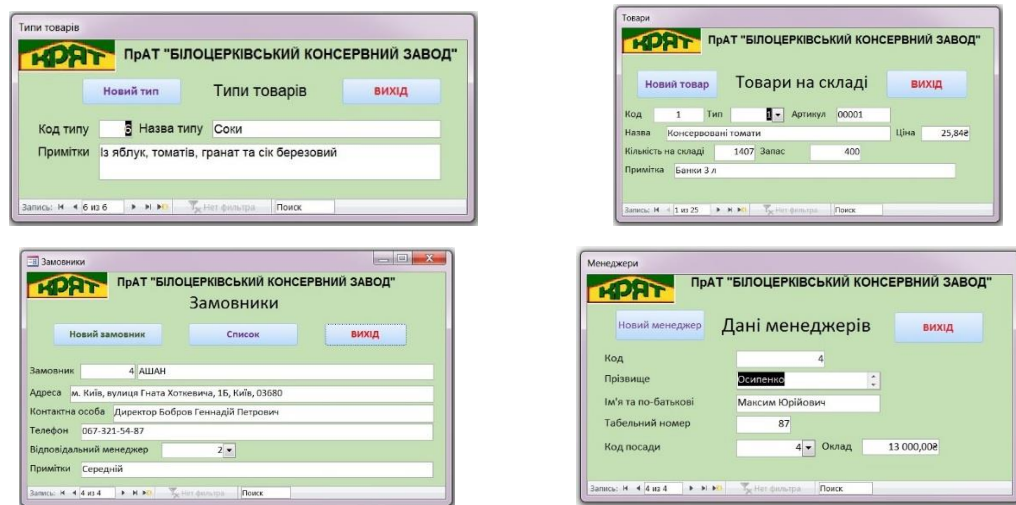 Типи товарів
КРЯТ
ПрАТ "БІЛОЦЕРКІВСЬКИЙ КОНСЕРВНИЙ ЗАВОД"
Новий тип
Типи товарів
ВИХІД
Код типу 6 Назва типу Соки
Примітки Із яблук, томатів, гранат та сік березовий
Запись: 6 из 6 Нет фильтра Поиск
Товари
КРЯТ
ПрАТ "БІЛОЦЕРКІВСЬКИЙ КОНСЕРВНИЙ ЗАВОД"
Новий товар
Товари на складі
ВИХІД
Код 1 Тип 1 Артикул 00001
Назва Консервовані томати Ціна 25,84₴
Кількість на складі 1407 Запас 400
Примітка Банки 3 л
Запись: 1 из 25 Нет фильтра Поиск
Замовники
КРЯТ
ПрАТ "БІЛОЦЕРКІВСЬКИЙ КОНСЕРВНИЙ ЗАВОД"
Замовники
Новий замовник
Список
ВИХІД
Замовник 4 АШАН
Адреса м. Київ, вулиця Гната Хоткевича, 1Б, Київ, 03680
Контактна особа Директор Бобров Геннадій Петрович
Телефон 067-321-54-87
Відповідальний менеджер 2
Примітки Середній
Запись: 4 из 4 Нет фильтра Поиск
Менеджери
КРЯТ
ПрАТ "БІЛОЦЕРКІВСЬКИЙ КОНСЕРВНИЙ ЗАВОД"
Новий менеджер
Дані менеджерів
ВИХІД
Код 4
Прізвище Осипенко
Ім'я та по-батькові Максим Юрійович
Табельний номер 87
Код посади 4 Оклад 13 000,00₴
Запись: 4 из 4 Нет фильтра Поиск